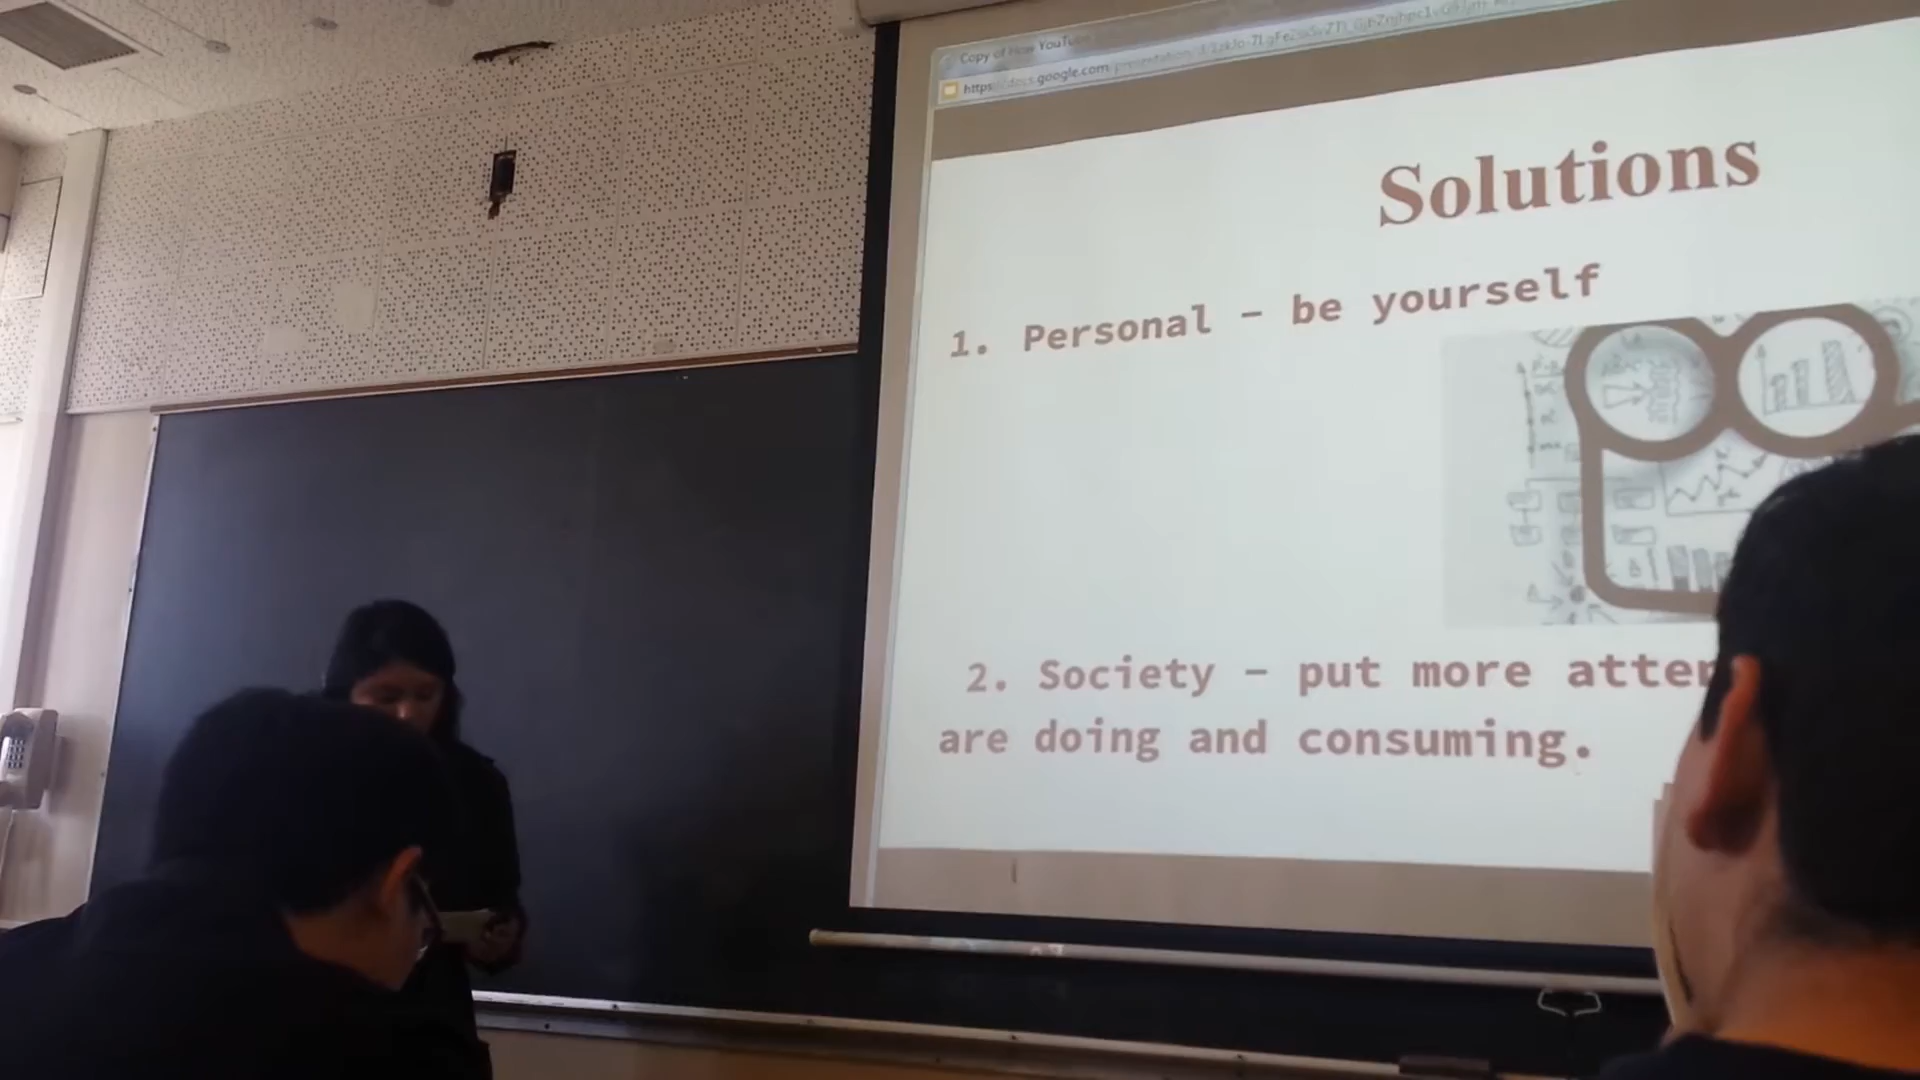 Copy of How YouTube
https://docs.google.com
Solutions
1. Personal - be yourself
2. Society - put more
are doing and consuming.